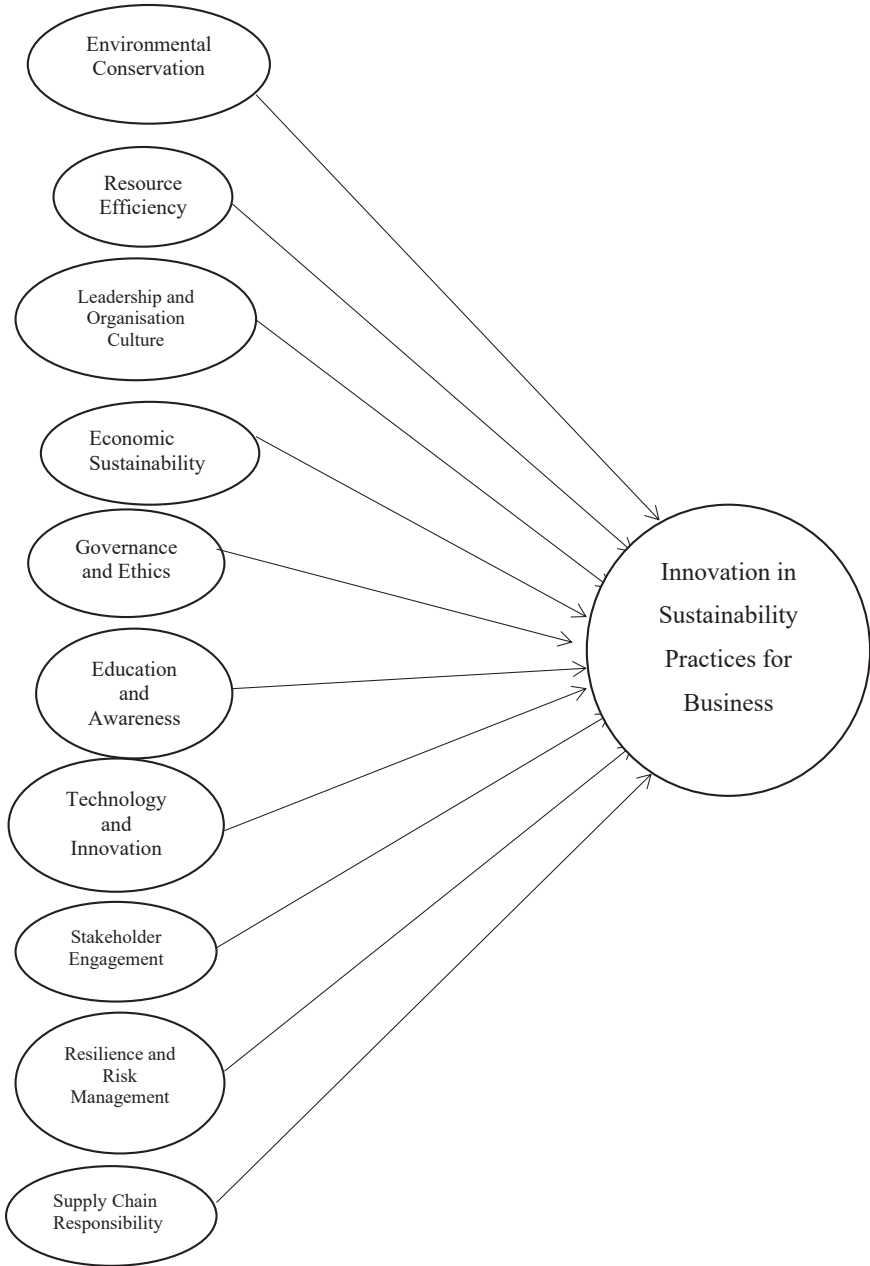 Environmental
Conservation
Resource
Efficiency
Leadership and
Organisation
Culture
Economic
Sustainability
Governance
and Ethics
Education
and
Awareness
Technology
and
Innovation
Stakeholder
Engagement
Resilience and
Risk
Management
Supply Chain
Responsibility
Innovation in
Sustainability
Practices for
Business